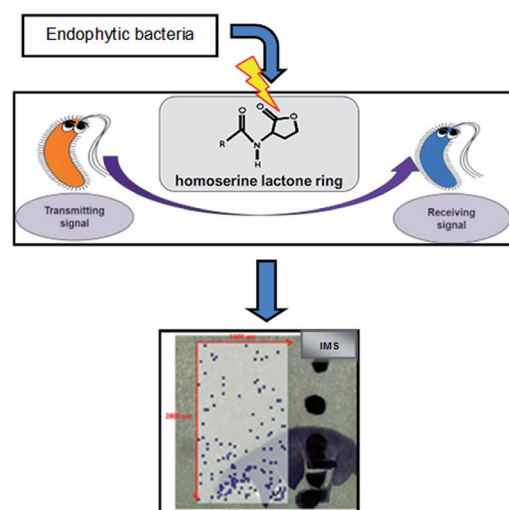 Endophytic bacteria
O
O
O
R
N
H
homoserine lactone ring
Transmitting
signal
Receiving
signal
IMS